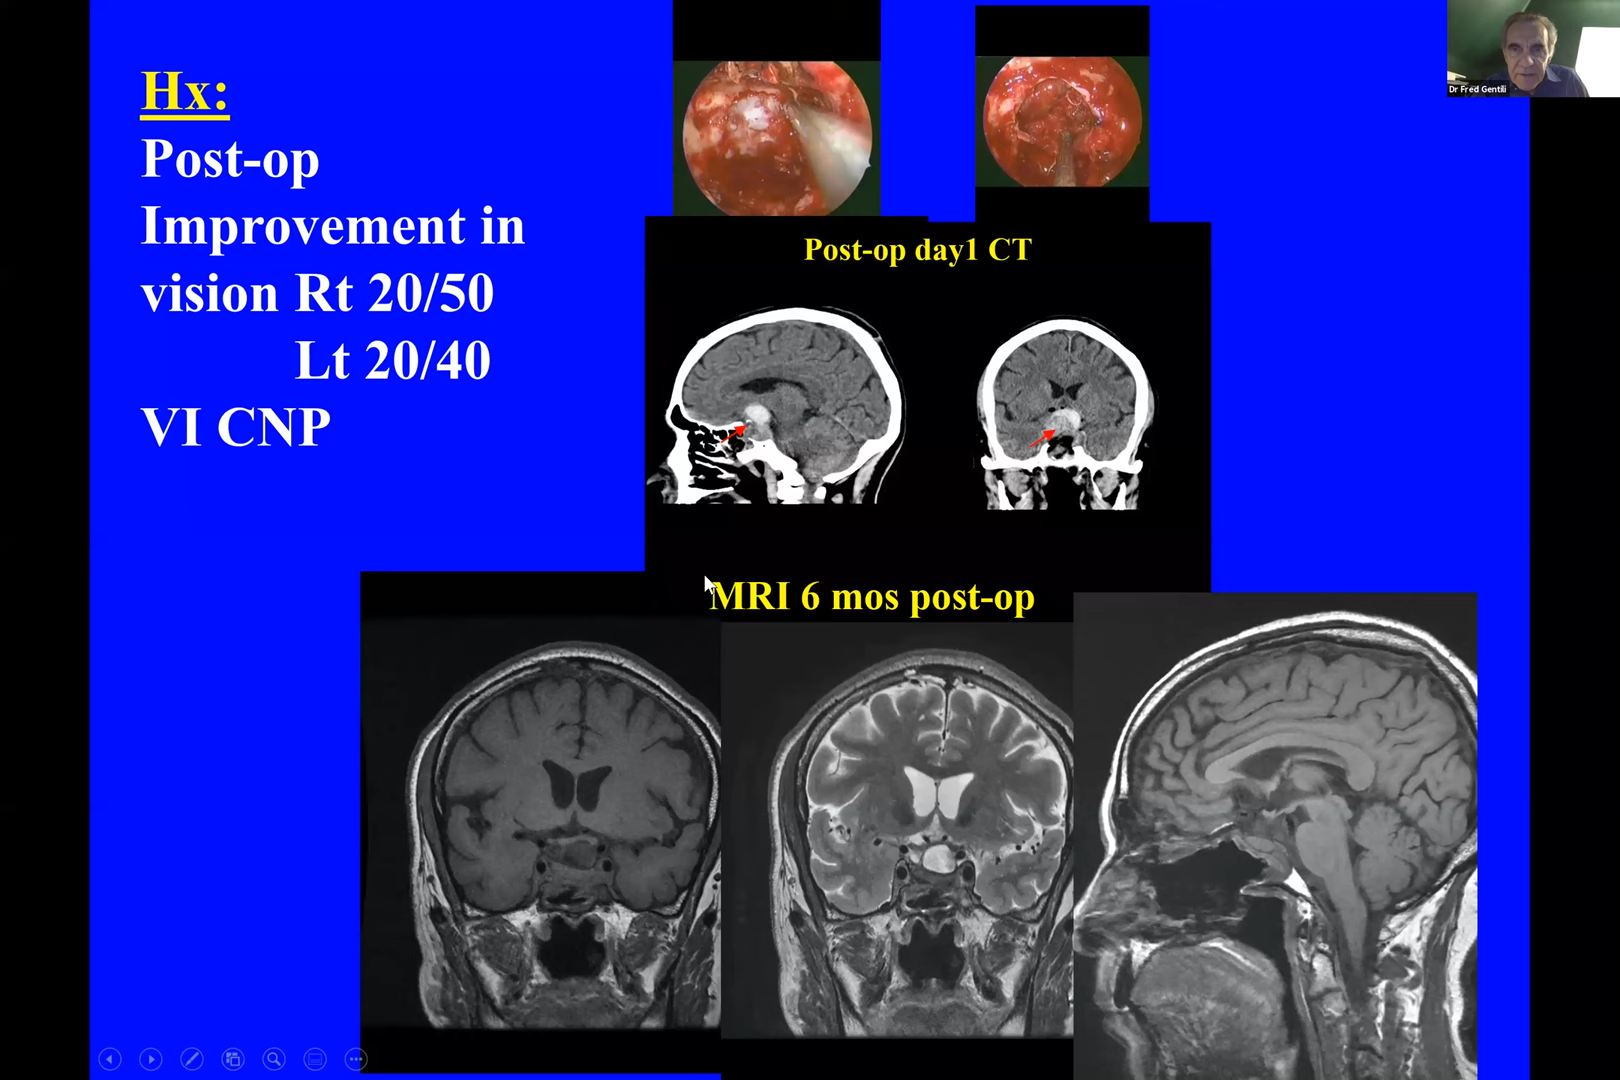 Hx:
Post-op
Improvement in
vision Rt 20/50
Lt 20/40
VI CNP
Post-op day1 CT
MRI 6 mos post-op
Dr Fred Gentili